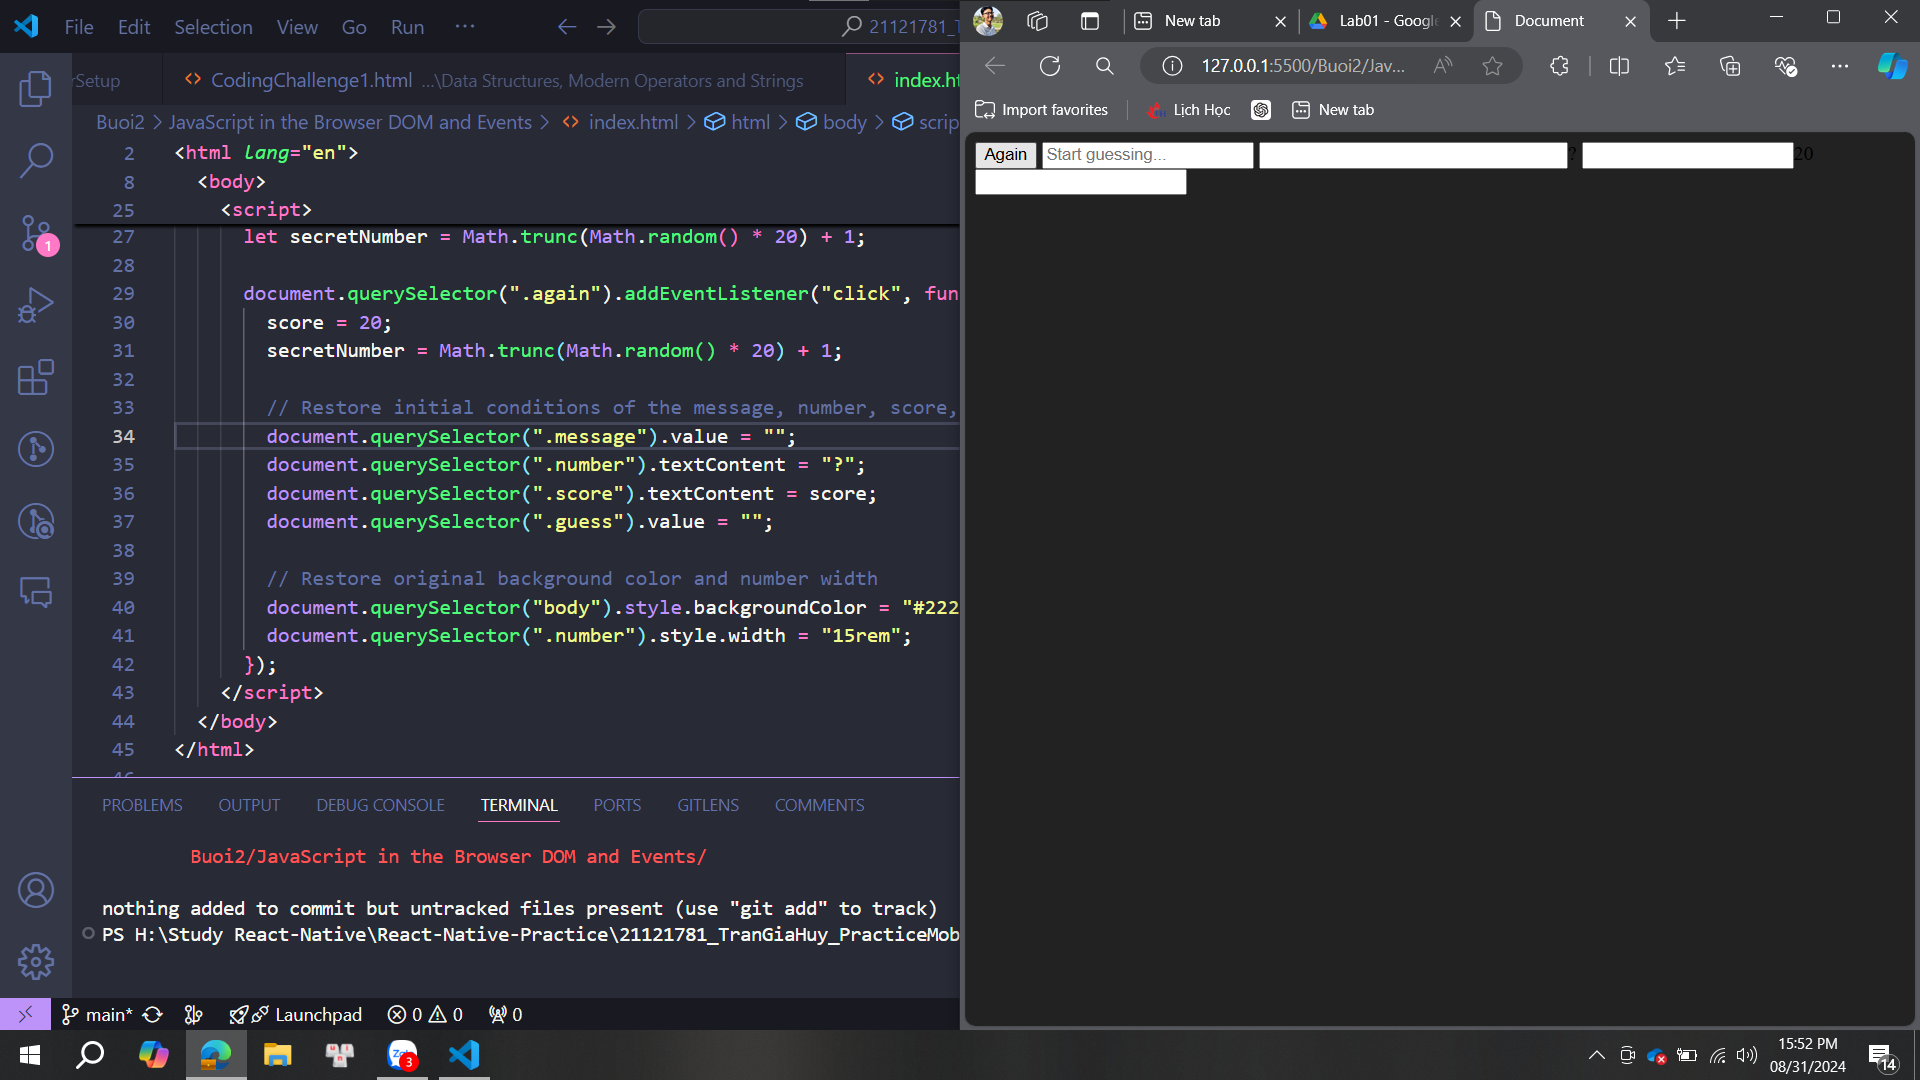 File Edit Selection View Go Run ··· 21121781_T
rSetup CodingChallenge1.html ...\Data Structures, Modern Operators and Strings index.ht
Buoi2 > JavaScript in the Browser DOM and Events > index.html > html > body > scrip
2 <html lang="en">
8 <body>
25 <script>
27 let secretNumber = Math.trunc(Math.random() * 20) + 1;
28
29 document.querySelector(".again").addEventListener("click", fun
30 score = 20;
31 secretNumber = Math.trunc(Math.random() * 20) + 1;
32
33 // Restore initial conditions of the message, number, score,
34 document.querySelector(".message").value = "";
35 document.querySelector(".number").textContent = "?";
36 document.querySelector(".score").textContent = score;
37 document.querySelector(".guess").value = "";
38
39 // Restore original background color and number width
40 document.querySelector("body").style.backgroundColor = "#222
41 document.querySelector(".number").style.width = "15rem";
42 });
43 </script>
44 </body>
45 </html>
46
1
PROBLEMS OUTPUT DEBUG CONSOLE TERMINAL PORTS GITLENS COMMENTS
Buoi2/JavaScript in the Browser DOM and Events/
nothing added to commit but untracked files present (use "git add" to track)
PS H:\Study React-Native\React-Native-Practice\21121781_TranGiaHuy_PracticeMob
main* Launchpad 0 0 0
New tab Lab01 - Google Document
127.0.0.1:5500/Buoi2/Jav...
Import favorites Lịch Học New tab
Again Start guessing... ? 20
3
15:52 PM
08/31/2024
14